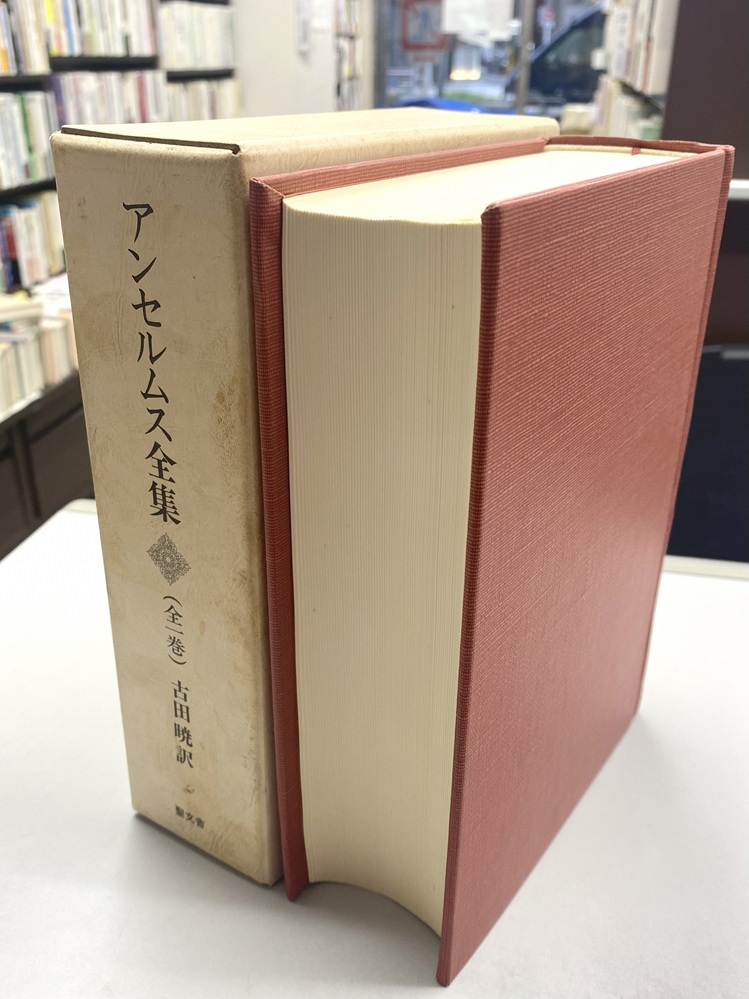 アンセルムス全集
（全一巻）
古田暁訳
聖文舎